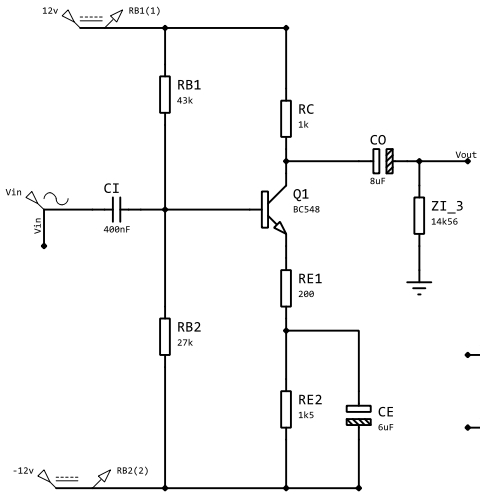 12v
RB1(1)
RB1
43k
RC
1k
CO
8uF
Vout
Vin
Vin
CI
400nF
Q1
BC548
ZI_3
14k56
RE1
200
RB2
27k
RE2
1k5
CE
6uF
-12v
RB2(2)